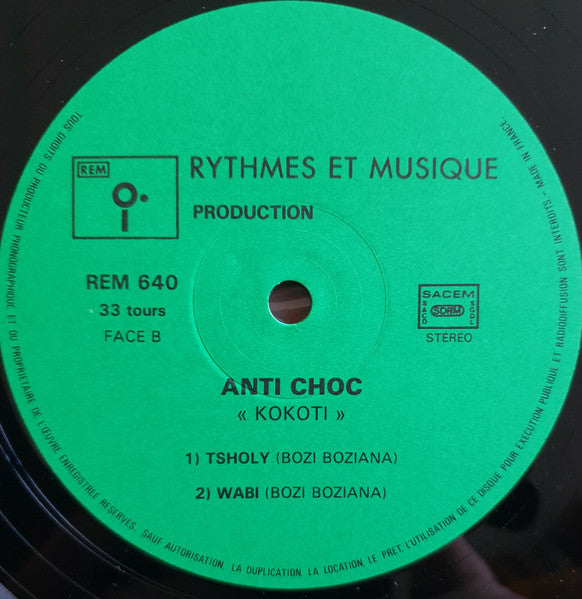 REM
RYTHMES ET MUSIQUE
PRODUCTION
REM 640
33 tours
FACE B
SACEM
SACD
SDRM
SGDL
STEREO
ANTI CHOC
« KOKOTI »
1) TSHOLY (BOZI BOZIANA)
2) WABI (BOZI BOZIANA)
TOUS DROITS DU PRODUCTEUR PHONOGRAPHIQUE ET DU PROPRIETAIRE DE L'ŒUVRE ENREGISTREE RESERVES, SAUF AUTORISATION. LA DUPLICATION LA LOCATION LE PRET L'UTILISATION DE CE DISQUE POUR EXECUTION PUBLIQUE ET RADIODIFFUSION SONT INTERDITS - MADE IN FRANCE.